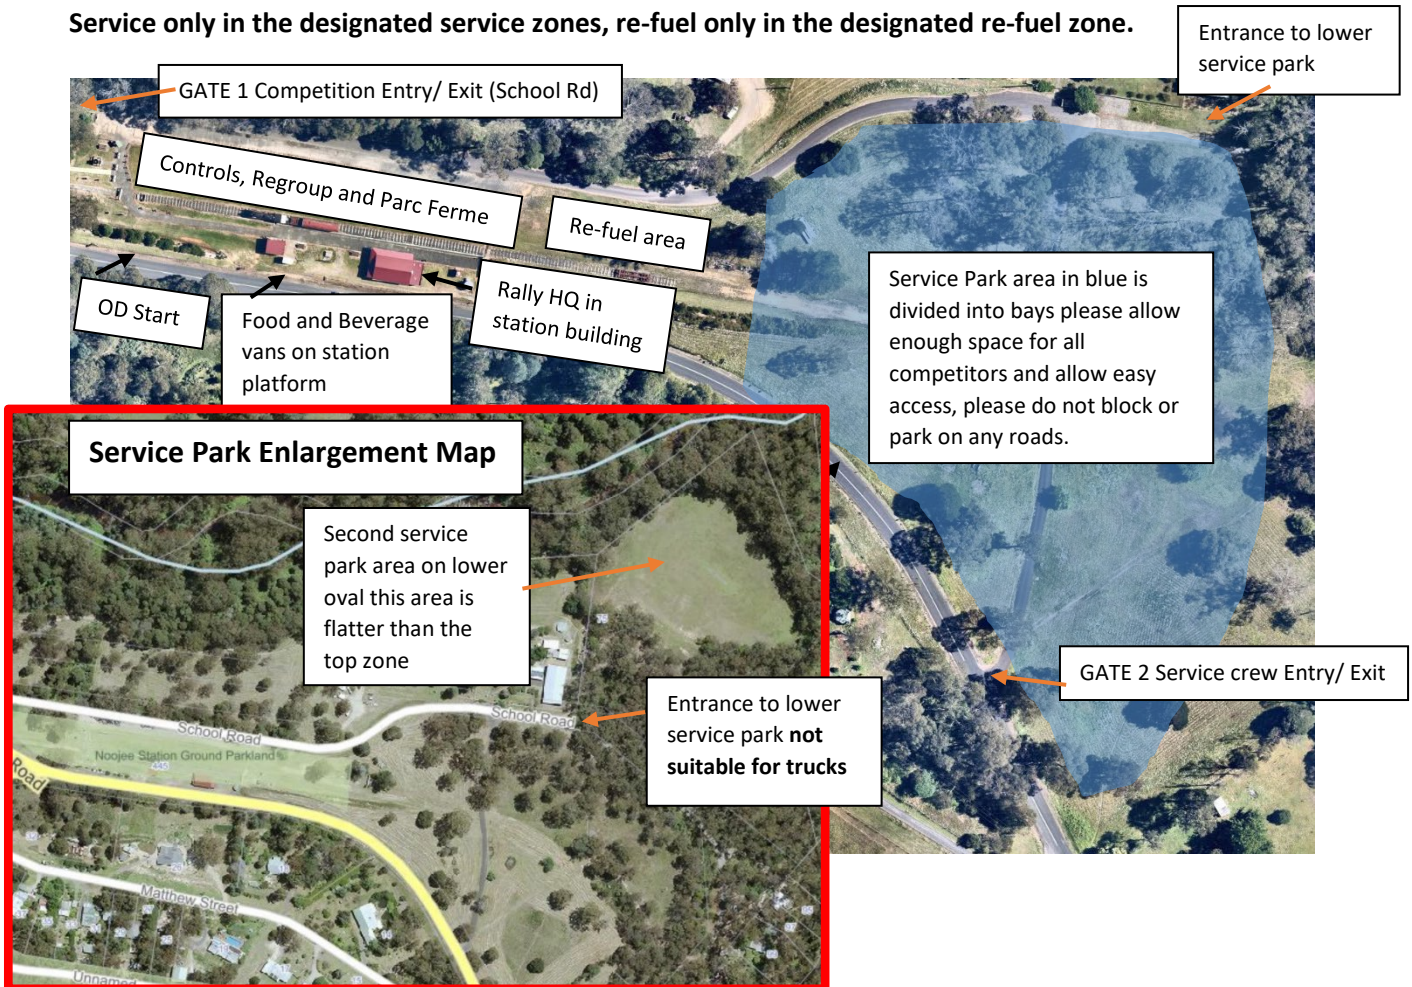 Service only in the designated service zones, re-fuel only in the designated re-fuel zone.
Entrance to lower
service park
GATE 1 Competition Entry/ Exit (School Rd)
Controls, Regroup and Parc Ferme
Re-fuel area
OD Start
Food and Beverage
vans on station
platform
Rally HQ in
station building
Service Park area in blue is
divided into bays please allow
enough space for all
competitors and allow easy
access, please do not block or
park on any roads.
Service Park Enlargement Map
Second service
park area on lower
oval this area is
flatter than the
top zone
GATE 2 Service crew Entry/ Exit
Entrance to lower
service park not
suitable for trucks
School Road
School Road
Noojee Station Ground Parkland
445
Road
Matthew Street
Unnamed